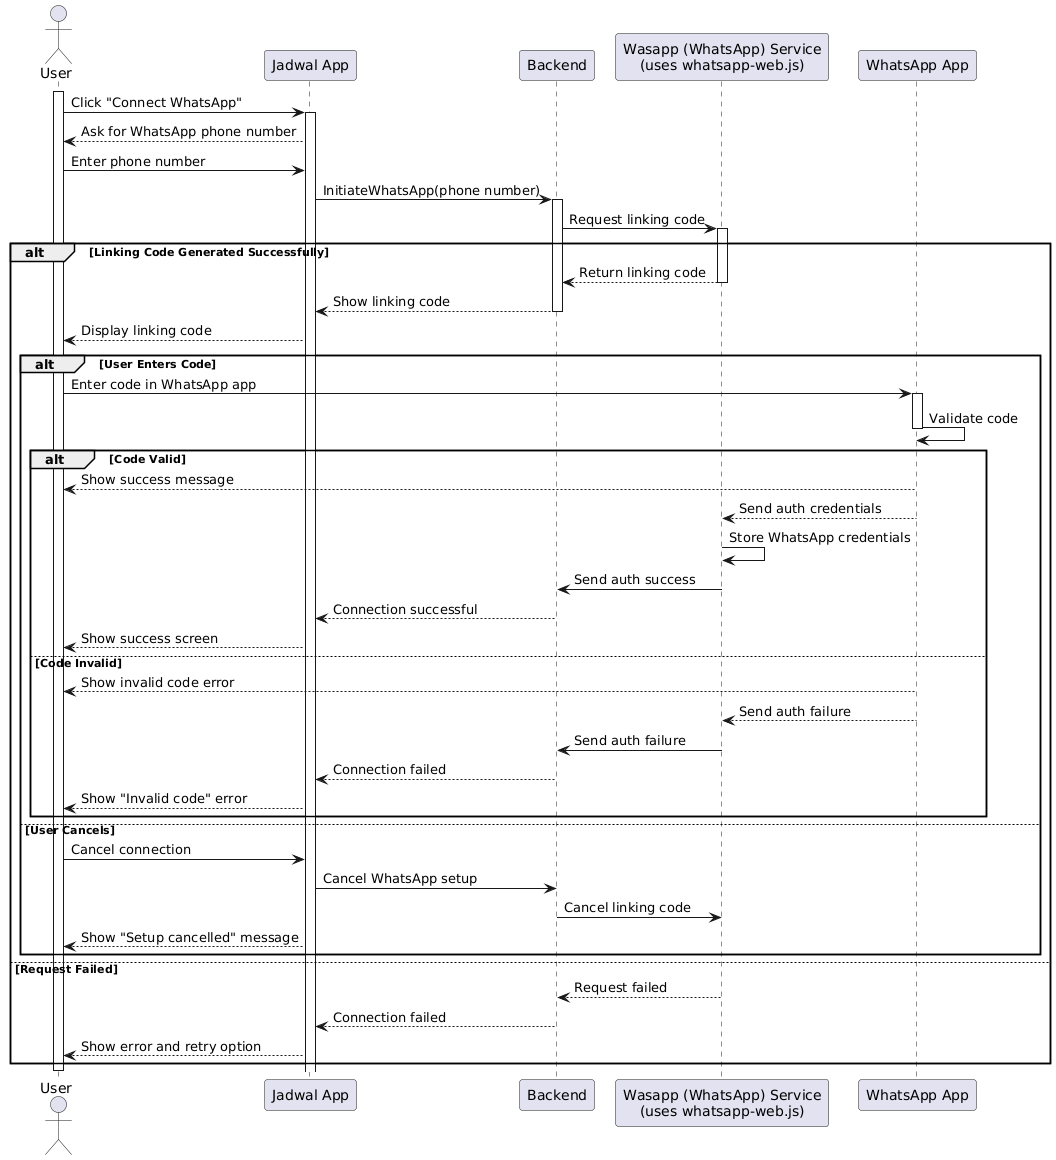 User
Jadwal App
Backend
Wasapp (WhatsApp) Service
(uses whatsapp-web.js)
WhatsApp App
Click "Connect WhatsApp"
Ask for WhatsApp phone number
Enter phone number
InitiateWhatsApp(phone number)
Request linking code
alt [Linking Code Generated Successfully]
Return linking code
Show linking code
Display linking code
alt [User Enters Code]
Enter code in WhatsApp app
Validate code
alt [Code Valid]
Show success message
Send auth credentials
Store WhatsApp credentials
Send auth success
Connection successful
Show success screen
[Code Invalid]
Show invalid code error
Send auth failure
Send auth failure
Connection failed
Show "Invalid code" error
[User Cancels]
Cancel connection
Cancel WhatsApp setup
Cancel linking code
Show "Setup cancelled" message
[Request Failed]
Request failed
Connection failed
Show error and retry option
User
Jadwal App
Backend
Wasapp (WhatsApp) Service
(uses whatsapp-web.js)
WhatsApp App